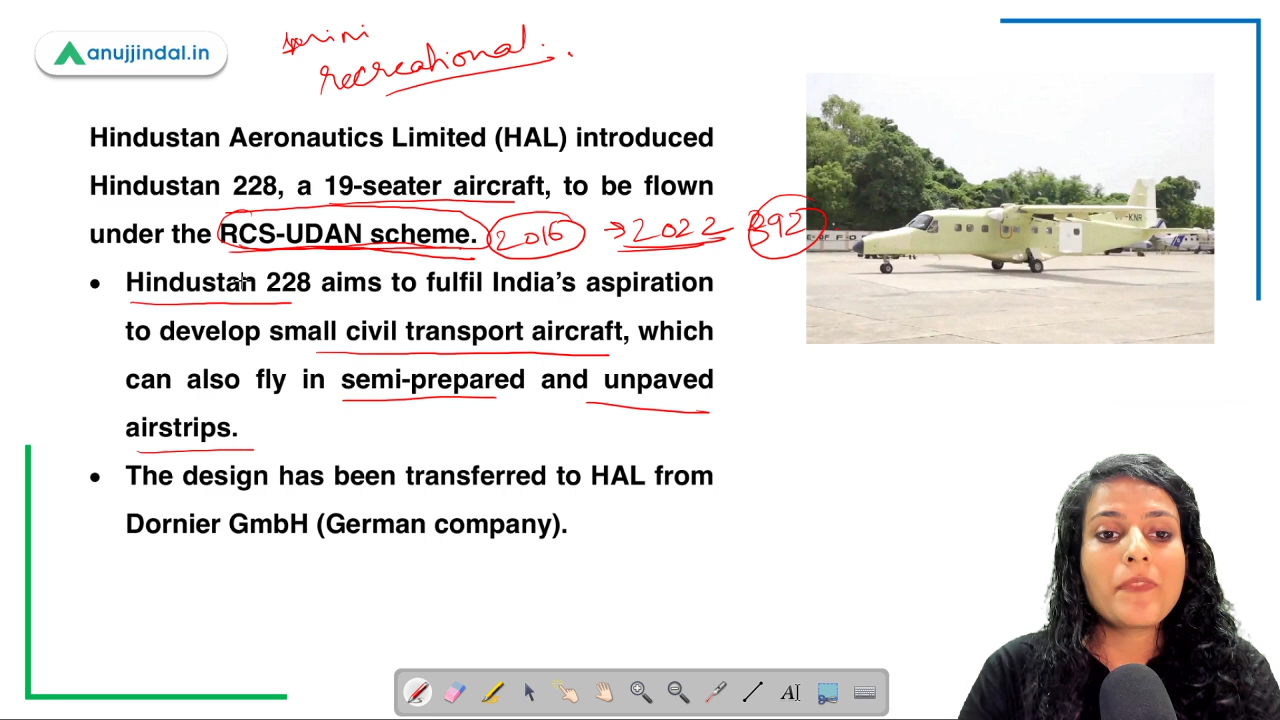 anujjindal.in
recreational.
Hindustan Aeronautics Limited (HAL) introduced
Hindustan 228, a 19-seater aircraft, to be flown
under the RCS-UDAN scheme. 2016 → 2022 392
• Hindustan 228 aims to fulfil India's aspiration
to develop small civil transport aircraft, which
can also fly in semi-prepared and unpaved
airstrips.
• The design has been transferred to HAL from
Dornier GmbH (German company).